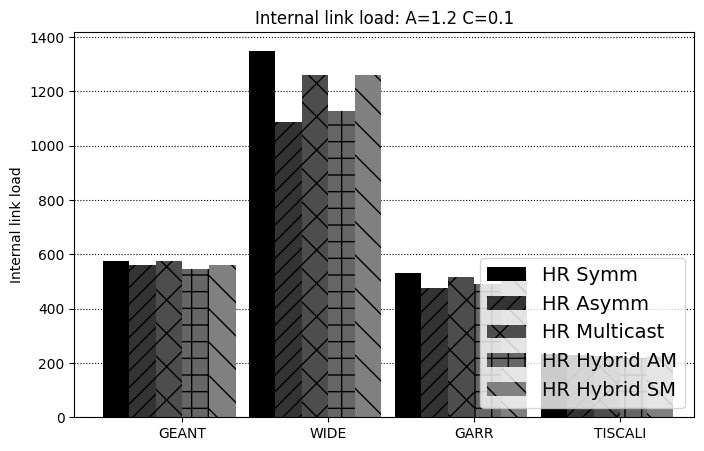 Internal link load: A=1.2 C=0.1
1400
1200
1000
800
600
400
200
0
Internal link load
HR Symm
HR Asymm
HR Multicast
HR Hybrid AM
HR Hybrid SM
GEANT
WIDE
GARR
TISCALI